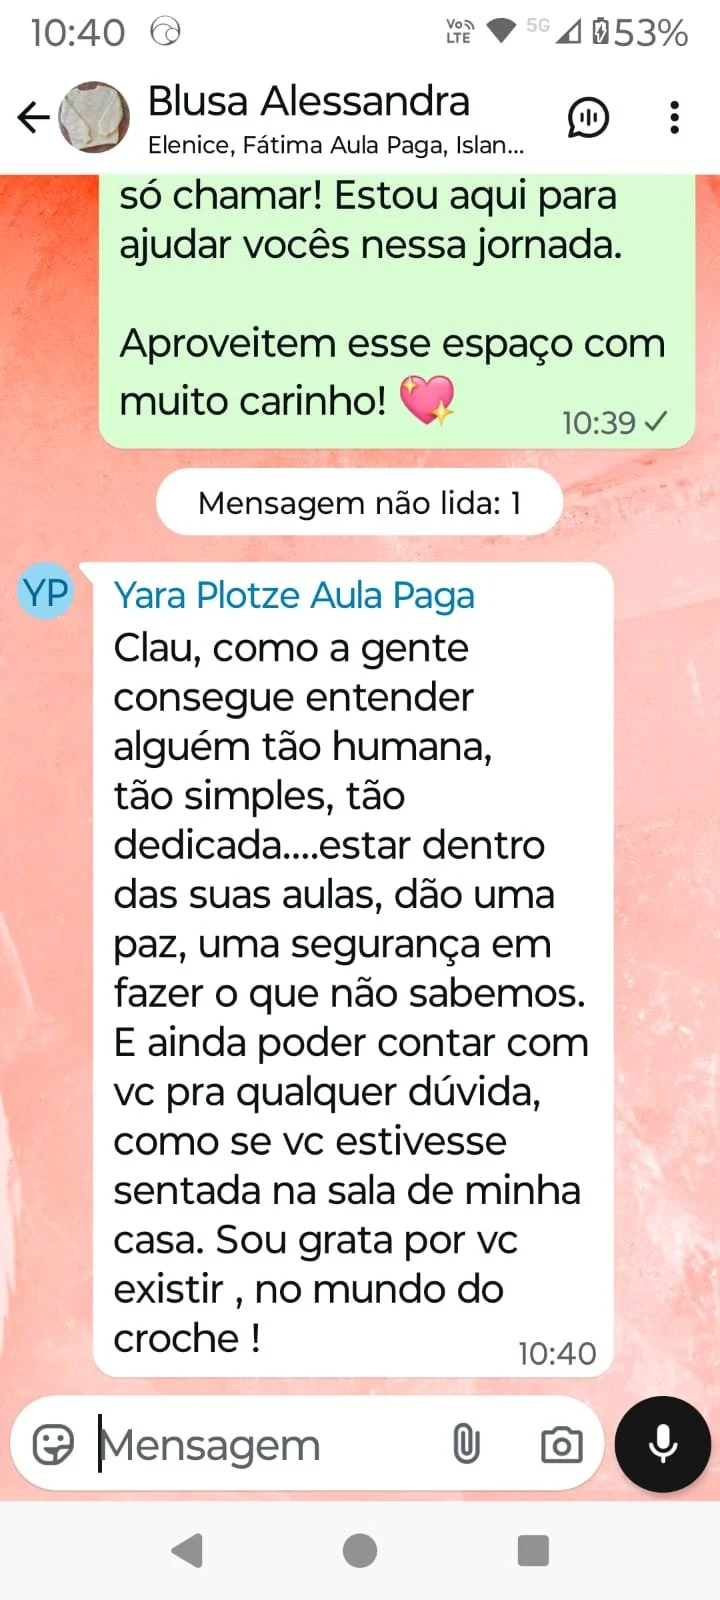 10:40
Vo))
LTE
5G
53%
Blusa Alessandra
Elenice, Fátima Aula Paga, Islan...
só chamar! Estou aqui para
ajudar vocês nessa jornada.
Aproveitem esse espaço com
muito carinho! 💖
10:39
Mensagem não lida: 1
YP
Yara Plotze Aula Paga
Clau, como a gente
consegue entender
alguém tão humana,
tão simples, tão
dedicada....estar dentro
das suas aulas, dão uma
paz, uma segurança em
fazer o que não sabemos.
E ainda poder contar com
vc pra qualquer dúvida,
como se vc estivesse
sentada na sala de minha
casa. Sou grata por vc
existir , no mundo do
croche !
10:40
Mensagem